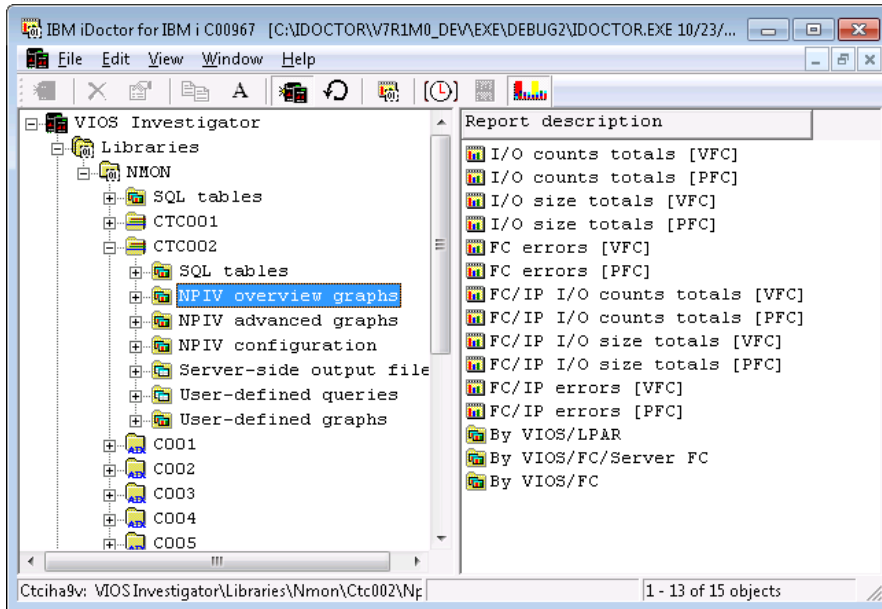 IBM iDoctor for IBM i C00967 [C:\IDOCTOR\V7R1M0_DEV\EXE\DEBUG2\IDOCTOR.EXE 10/23/...
File Edit View Window Help
A
VIOS Investigator
Libraries
NMON
SQL tables
CTC001
CTC002
SQL tables
NPIV overview graphs
NPIV advanced graphs
NPIV configuration
Server-side output file
User-defined queries
User-defined graphs
C001
C002
C003
C004
C005
Report description
I/O counts totals [VFC]
I/O counts totals [PFC]
I/O size totals [VFC]
I/O size totals [PFC]
FC errors [VFC]
FC errors [PFC]
FC/IP I/O counts totals [VFC]
FC/IP I/O counts totals [PFC]
FC/IP I/O size totals [VFC]
FC/IP I/O size totals [PFC]
FC/IP errors [VFC]
FC/IP errors [PFC]
By VIOS/LPAR
By VIOS/FC/Server FC
By VIOS/FC
Ctciha9v: VIOS Investigator\Libraries\Nmon\Ctc002\Np
1 - 13 of 15 objects